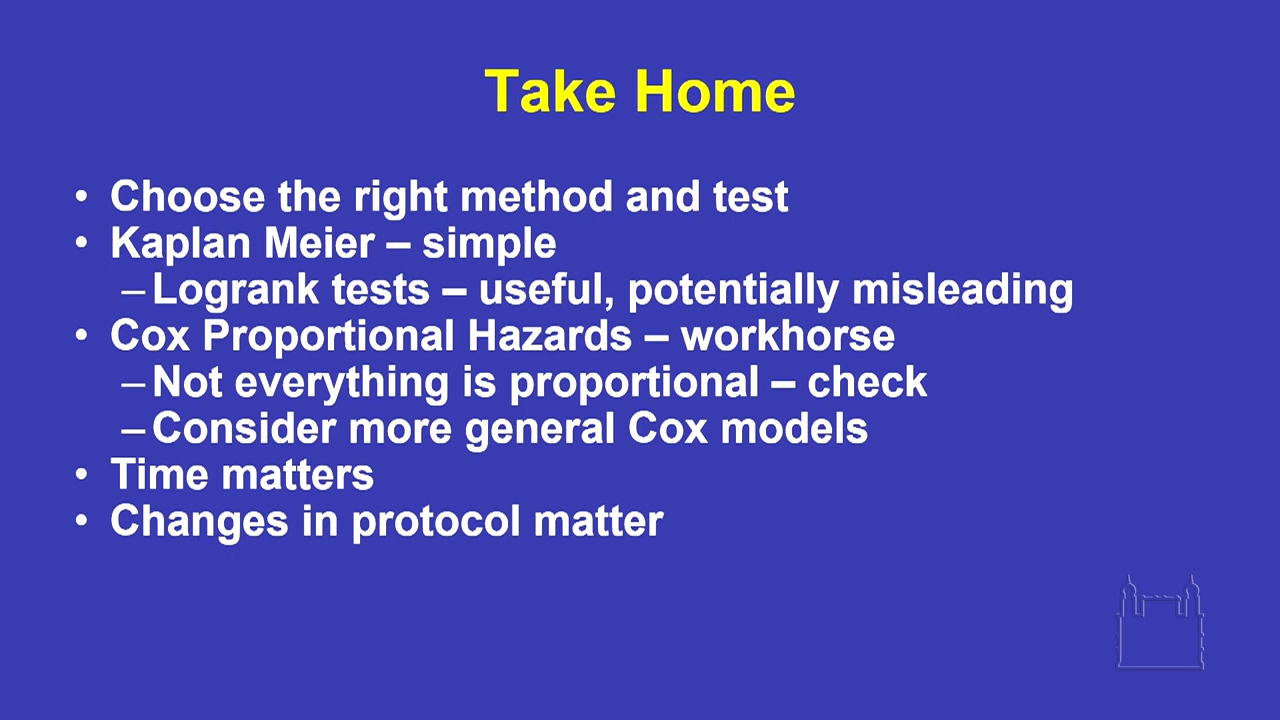 Take Home
• Choose the right method and test
• Kaplan Meier – simple
– Logrank tests – useful, potentially misleading
• Cox Proportional Hazards – workhorse
– Not everything is proportional – check
– Consider more general Cox models
• Time matters
• Changes in protocol matter